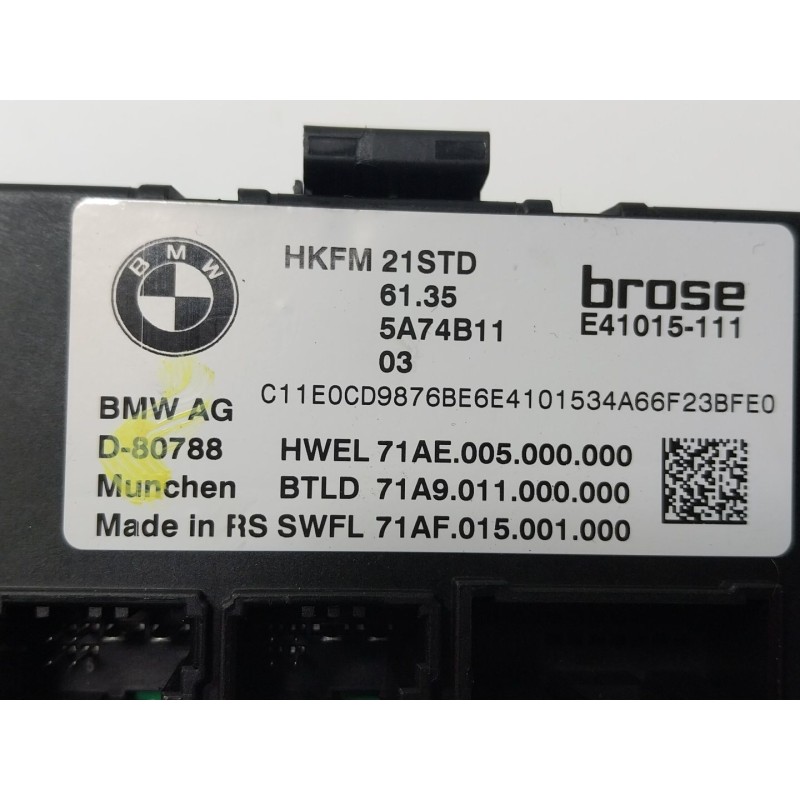 BMW
HKFM 21STD
61.35
5A74B11
03
brose
E41015-111
C11E0CD9876BE6E4101534A66F23BFE0
BMW AG
D-80788 HWEL 71AE.005.000.000
Munchen BTLD 71A9.011.000.000
Made in RS SWFL 71AF.015.001.000